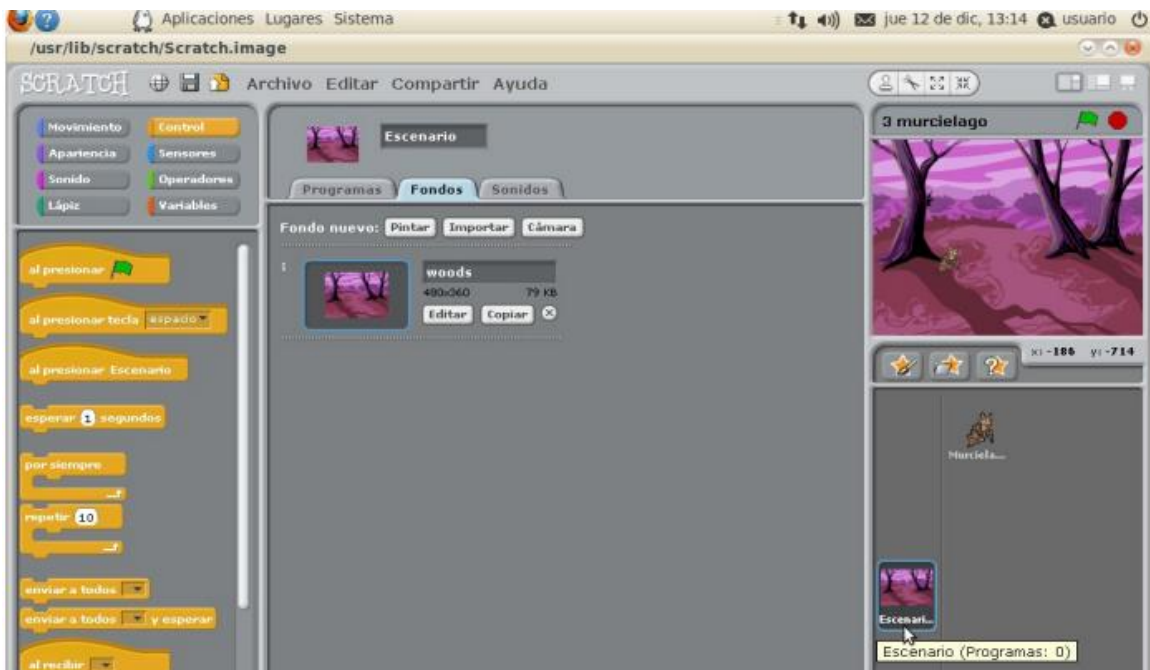 Aplicaciones Lugares Sistema
jue 12 de dic, 13:14 usuario
/usr/lib/scratch/Scratch.image
SCRATCH Archivo Editar Compartir Ayuda
Movimiento Control
Apariencia Sensores
Sonido Operadores
Lápiz Variables
al presionar
al presionar tecla espacio
al presionar Escenario
esperar 1 segundos
por siempre
repetir 10
enviar a todos
enviar a todos y esperar
al recibir
Escenario
Programas Fondos Sonidos
Fondo nuevo: Pintar Importar Cámara
1
woods
480x360 79 KB
Editar Copiar
3 murcielago
x: -186 y: -714
Murciela...
Escenari...
Escenario (Programas: 0)